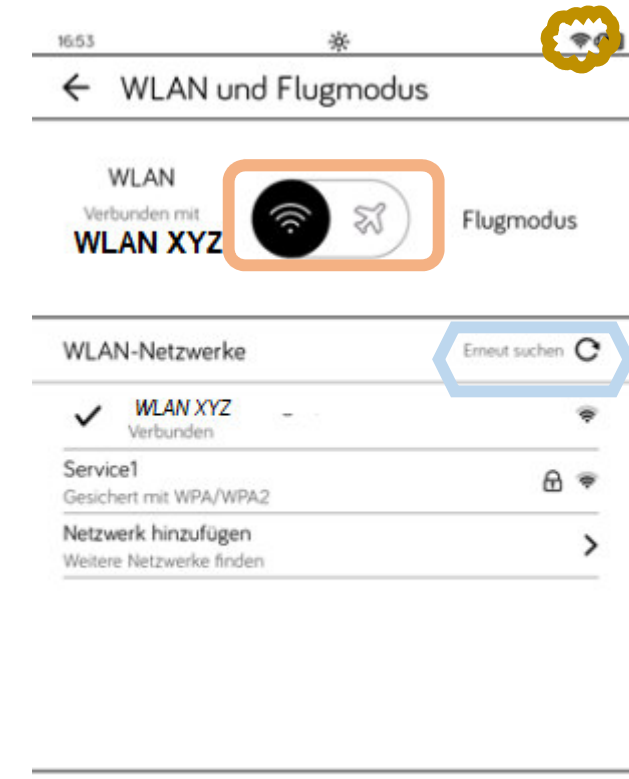 16:53
WLAN und Flugmodus
WLAN
Verbunden mit
WLAN XYZ
Flugmodus
WLAN-Netzwerke
Erneut suchen
WLAN XYZ
Verbunden
Service1
Gesichert mit WPA/WPA2
Netzwerk hinzufügen
Weitere Netzwerke finden